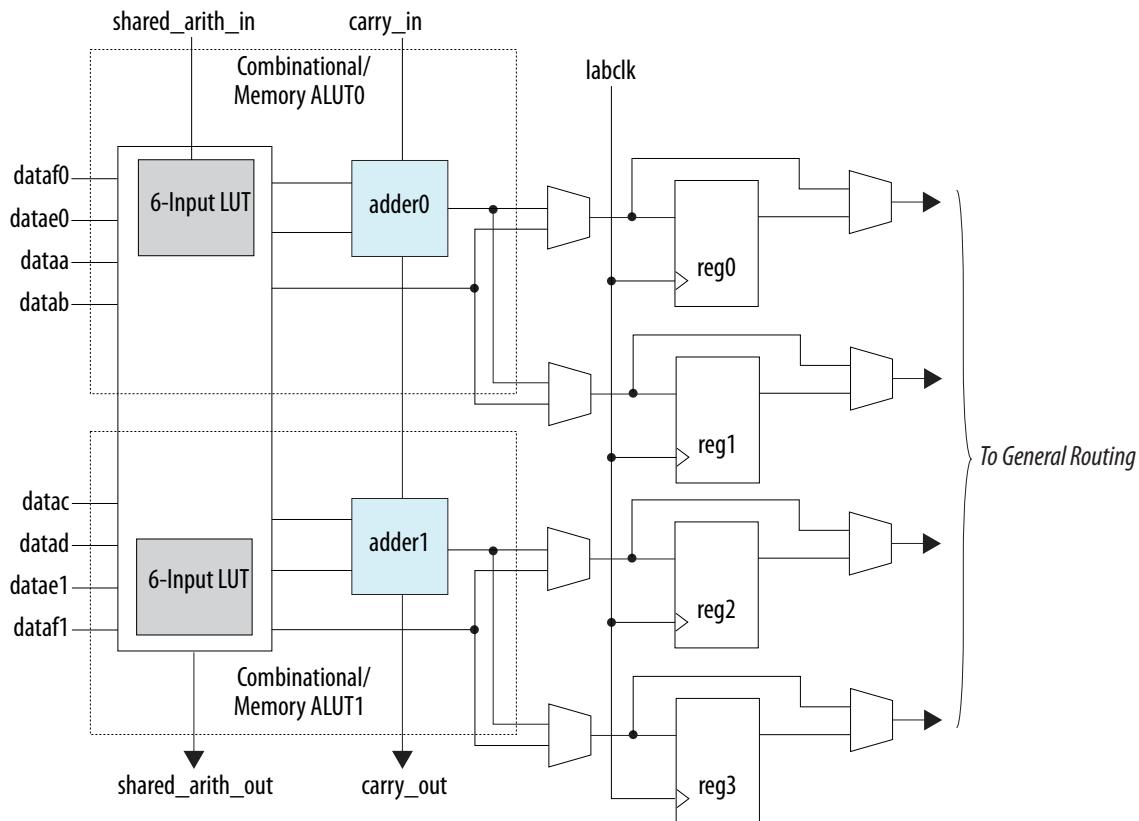 shared_arith_in
carry_in
Combinational/
Memory ALUT0
labclk
dataf0
datae0
dataa
datab
6-Input LUT
adder0
reg0
reg1
To General Routing
datac
datad
datae1
dataf1
6-Input LUT
adder1
reg2
Combinational/
Memory ALUT1
reg3
shared_arith_out
carry_out